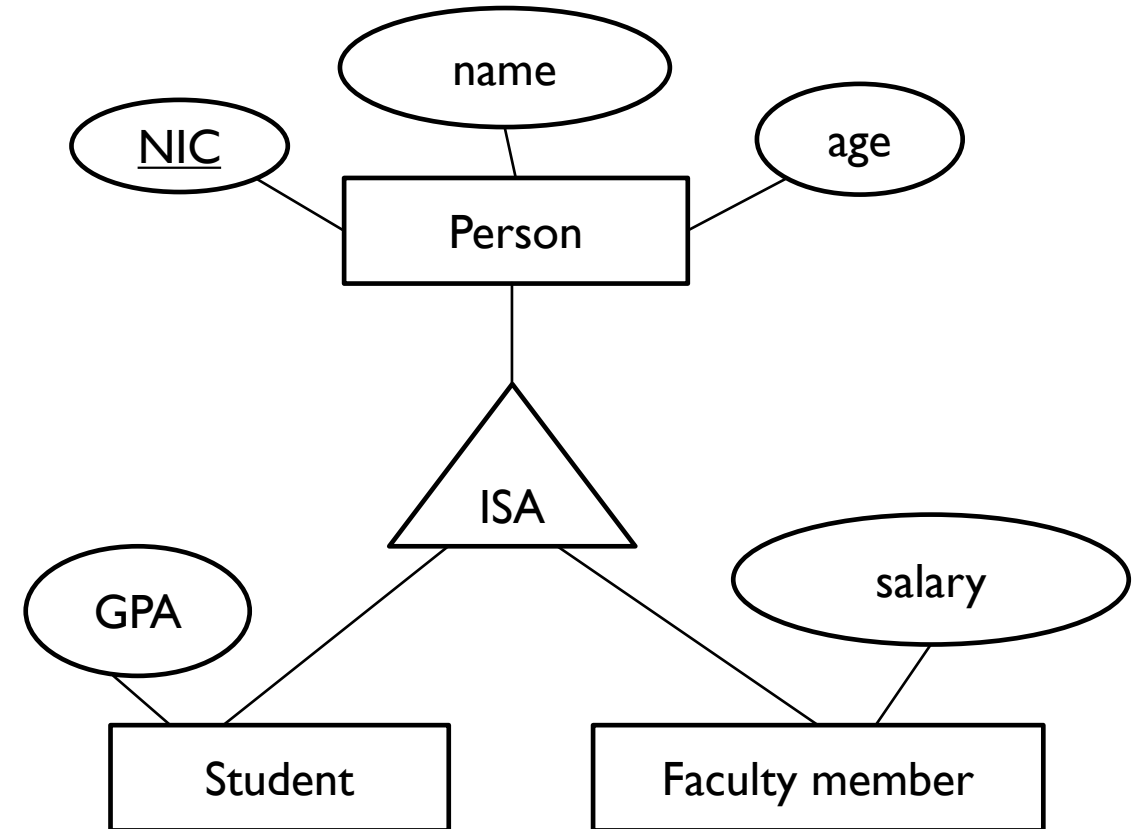 name
NIC
age
Person
ISA
GPA
salary
Student
Faculty member